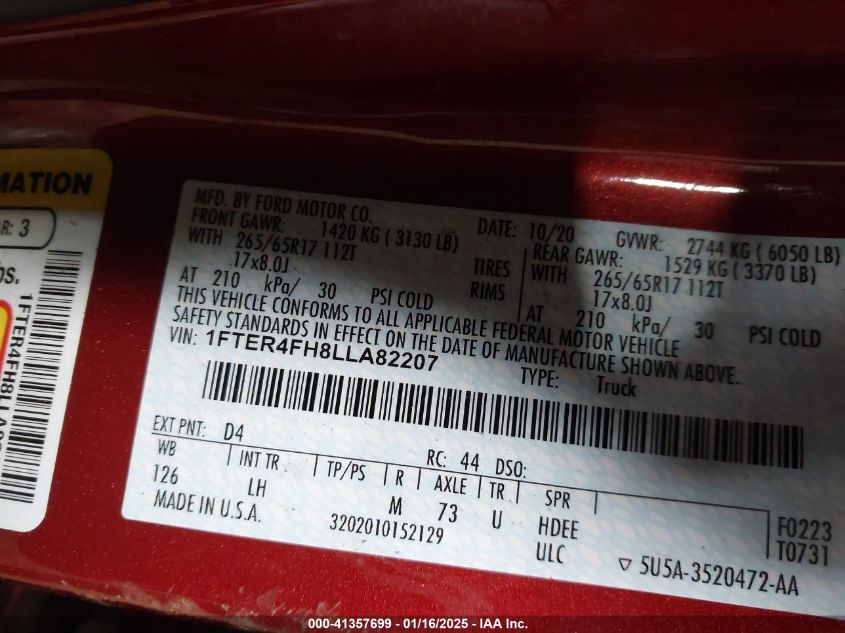 MATION
R: 3
bs.
1FTER4FH8LLA82
MFD. BY FORD MOTOR CO. DATE: 10/20 GVWR: 2744 KG ( 6050 LB)
FRONT GAWR: 1420 KG ( 3130 LB) REAR GAWR: 1529 KG ( 3370 LB)
WITH 265/65R17 112T TIRES WITH 265/65R17 112T
17x8.0J RIMS 17x8.0J
AT 210 kPa/ 30 PSI COLD AT 210 kPa/ 30 PSI COLD
THIS VEHICLE CONFORMS TO ALL APPLICABLE FEDERAL MOTOR VEHICLE
SAFETY STANDARDS IN EFFECT ON THE DATE OF MANUFACTURE SHOWN ABOVE.
VIN: 1FTER4FH8LLA82207 TYPE: Truck
EXT PNT: D4 RC: 44 DSO:
WB INT TR TP/PS R AXLE TR SPR
126 LH M 73 U HDEE F0223
MADE IN U.S.A. 3202010152129 ULC T0731
5U5A-3520472-AA
000-41357699 - 01/16/2025 - IAA Inc.